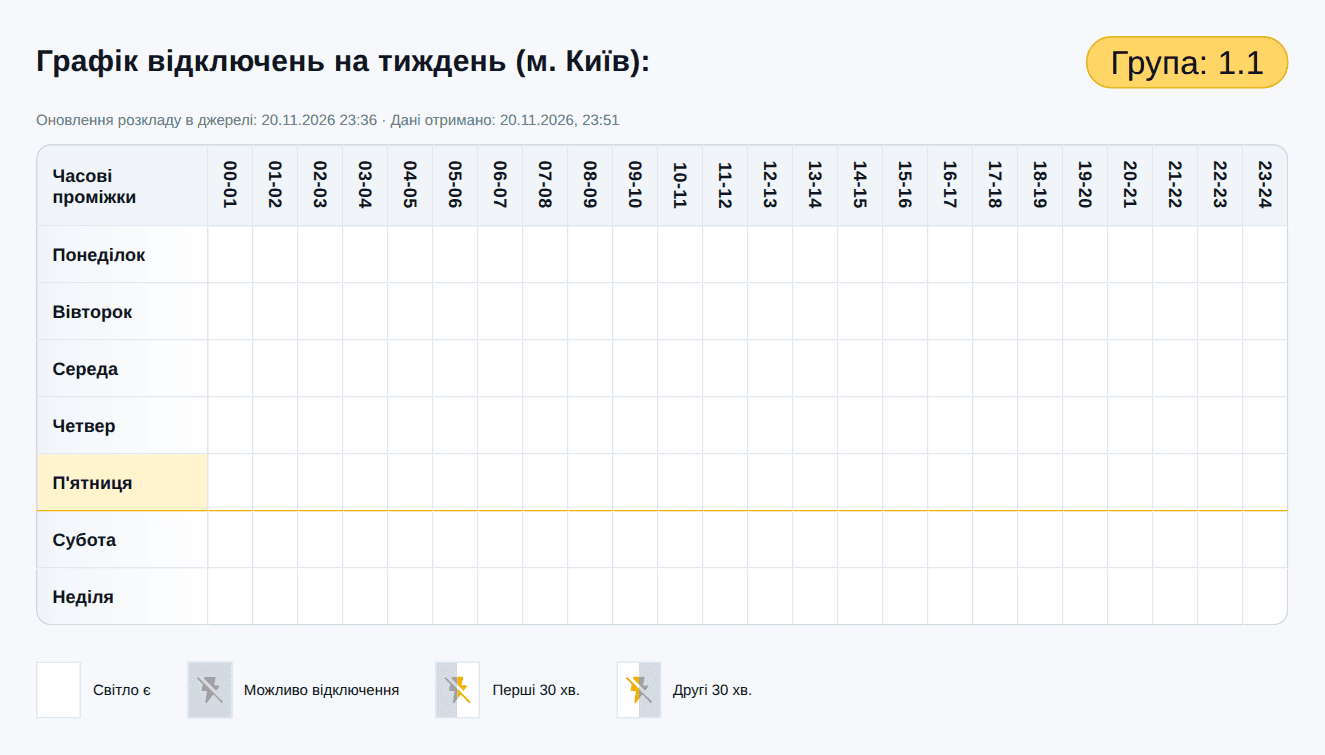 Графік відключень на тиждень (м. Київ):
Група: 1.1
Оновлення розкладу в джерелі: 20.11.2026 23:36 · Дані отримано: 20.11.2026, 23:51
Часові
проміжки
00-01
01-02
02-03
03-04
04-05
05-06
06-07
07-08
08-09
09-10
10-11
11-12
12-13
13-14
14-15
15-16
16-17
17-18
18-19
19-20
20-21
21-22
22-23
23-24
Понеділок
Вівторок
Середа
Четвер
П'ятниця
Субота
Неділя
Світло є
Можливо відключення
Перші 30 хв.
Другі 30 хв.